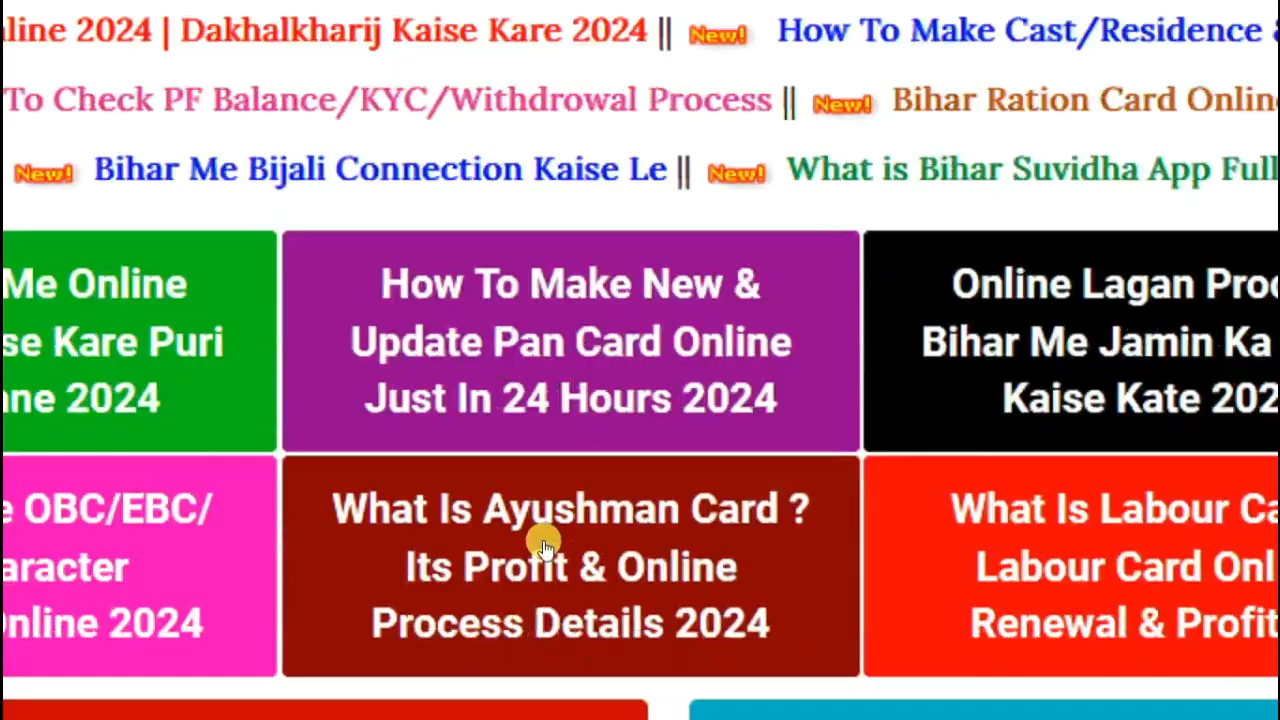 line 2024 | Dakhalkharij Kaise Kare 2024 || New! How To Make Cast/Residence
To Check PF Balance/KYC/Withdrowal Process || New! Bihar Ration Card Onlin
New! Bihar Me Bijali Connection Kaise Le || New! What is Bihar Suvidha App Full
Me Online
se Kare Puri
ne 2024
How To Make New &
Update Pan Card Online
Just In 24 Hours 2024
Online Lagan Pro
Bihar Me Jamin Ka
Kaise Kate 202
e OBC/EBC/
aracter
nline 2024
What Is Ayushman Card ?
Its Profit & Online
Process Details 2024
What Is Labour Ca
Labour Card Onl
Renewal & Profit